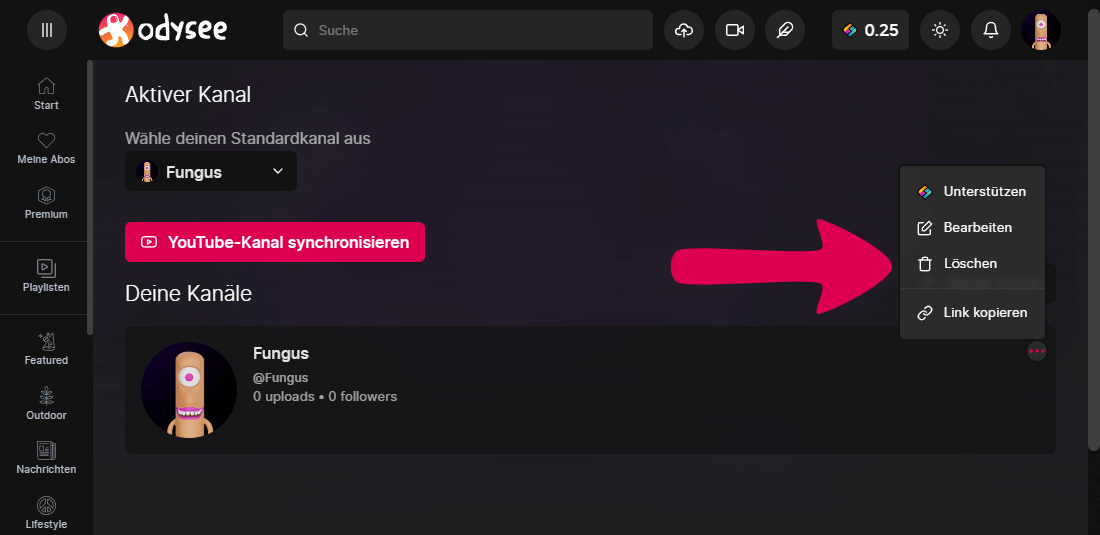 odysee
Suche
0.25
Start
Meine Abos
Premium
Playlisten
Featured
Outdoor
Nachrichten
Lifestyle
Aktiver Kanal
Wähle deinen Standardkanal aus
Fungus
YouTube-Kanal synchronisieren
Deine Kanäle
Fungus
@Fungus
0 uploads • 0 followers
Unterstützen
Bearbeiten
Löschen
Link kopieren